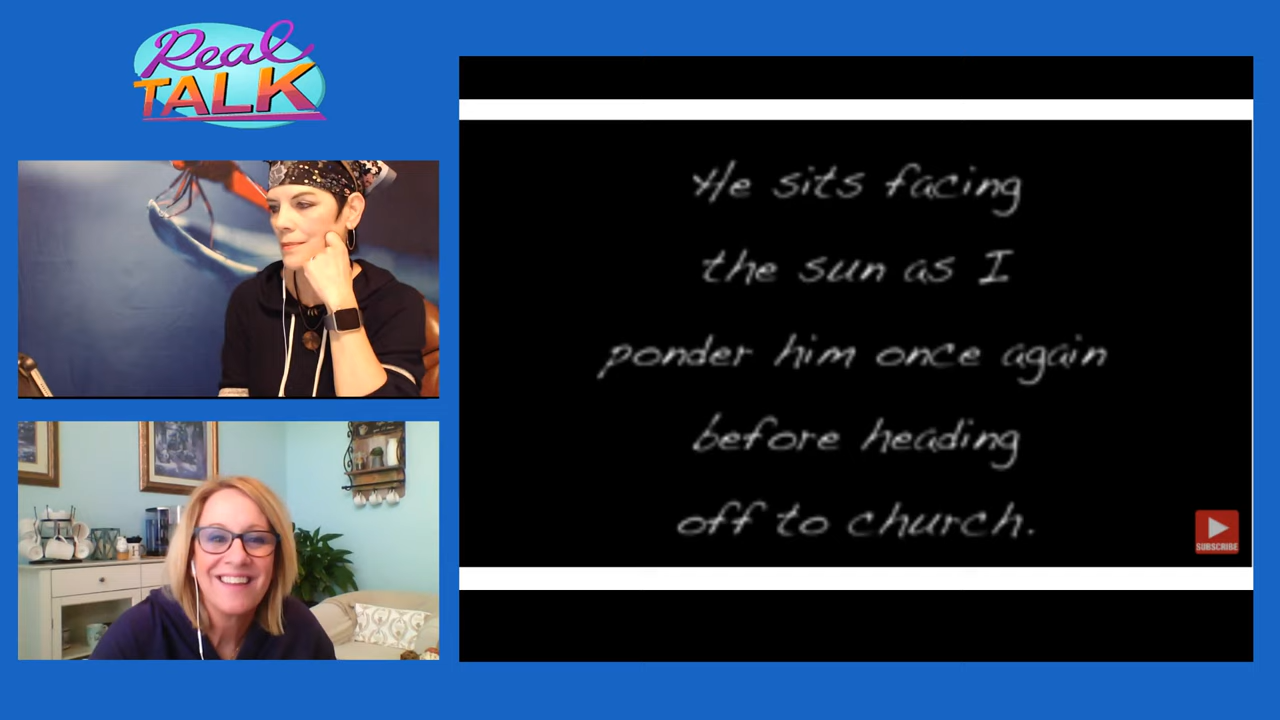 Real
TALK
He sits facing
the sun as I
ponder him once again
before heading
off to church.
SUBSCRIBE